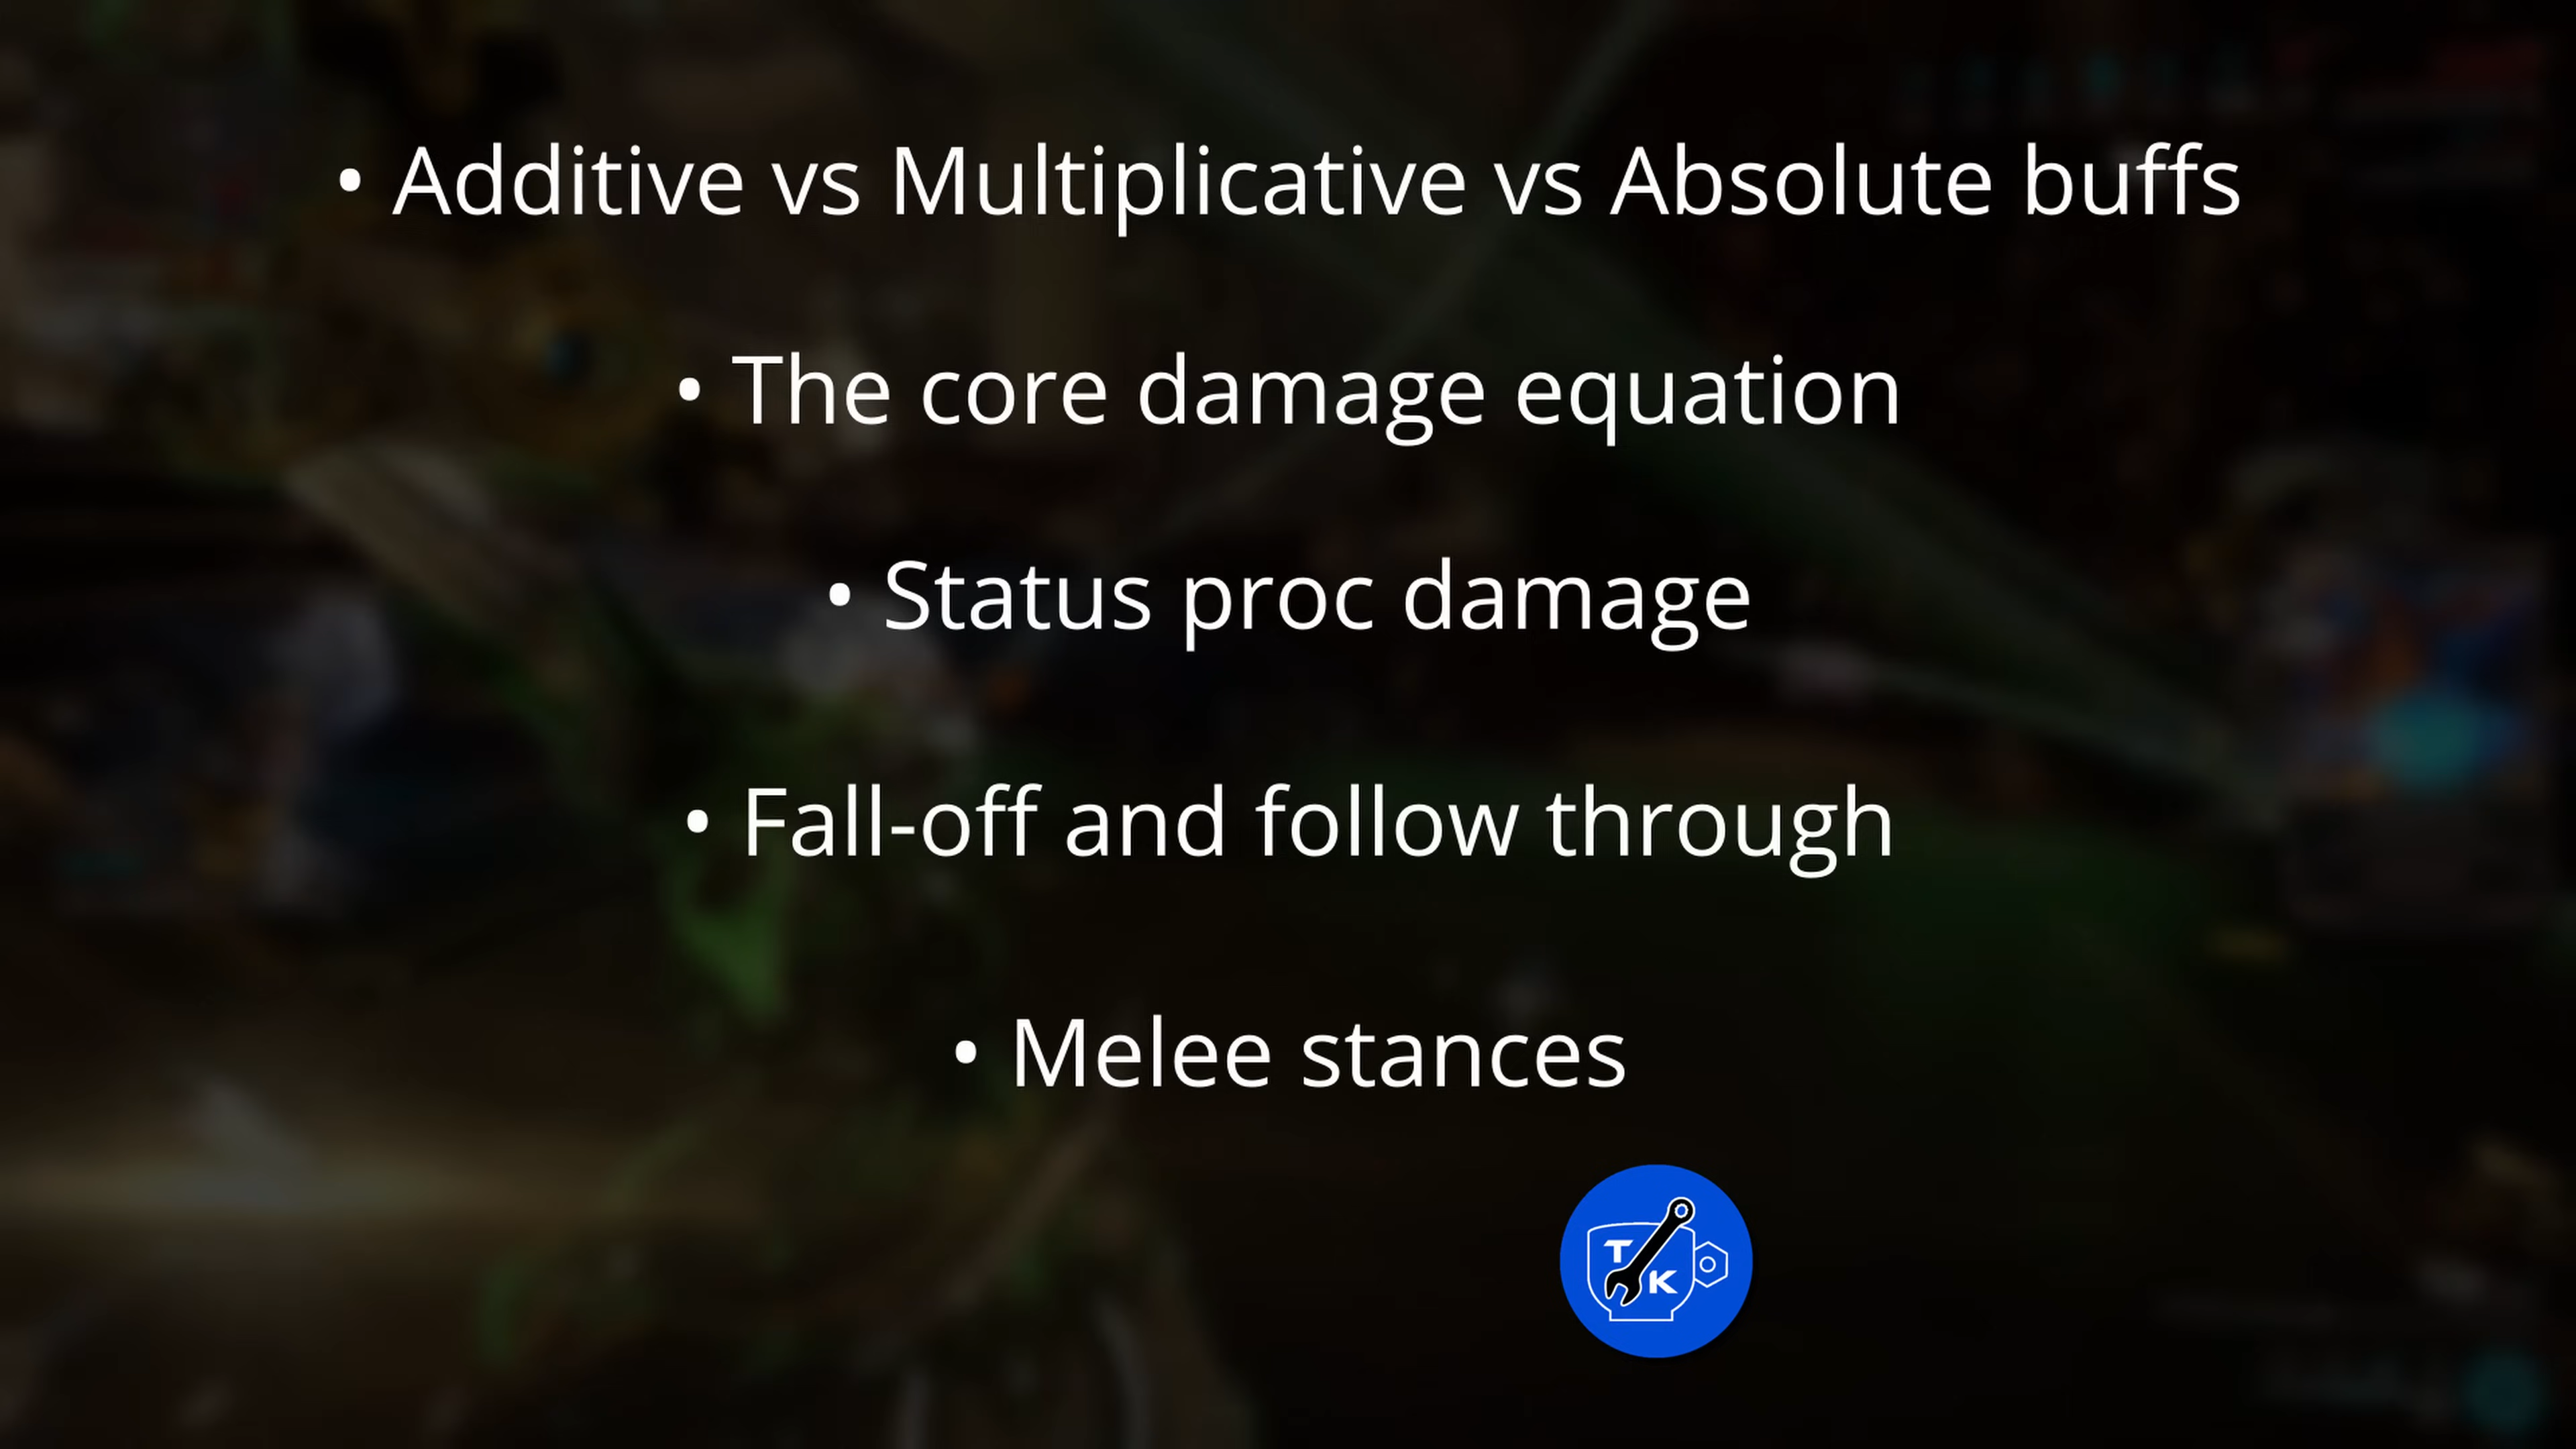 • Additive vs Multiplicative vs Absolute buffs
• The core damage equation
• Status proc damage
• Fall-off and follow through
• Melee stances
T K